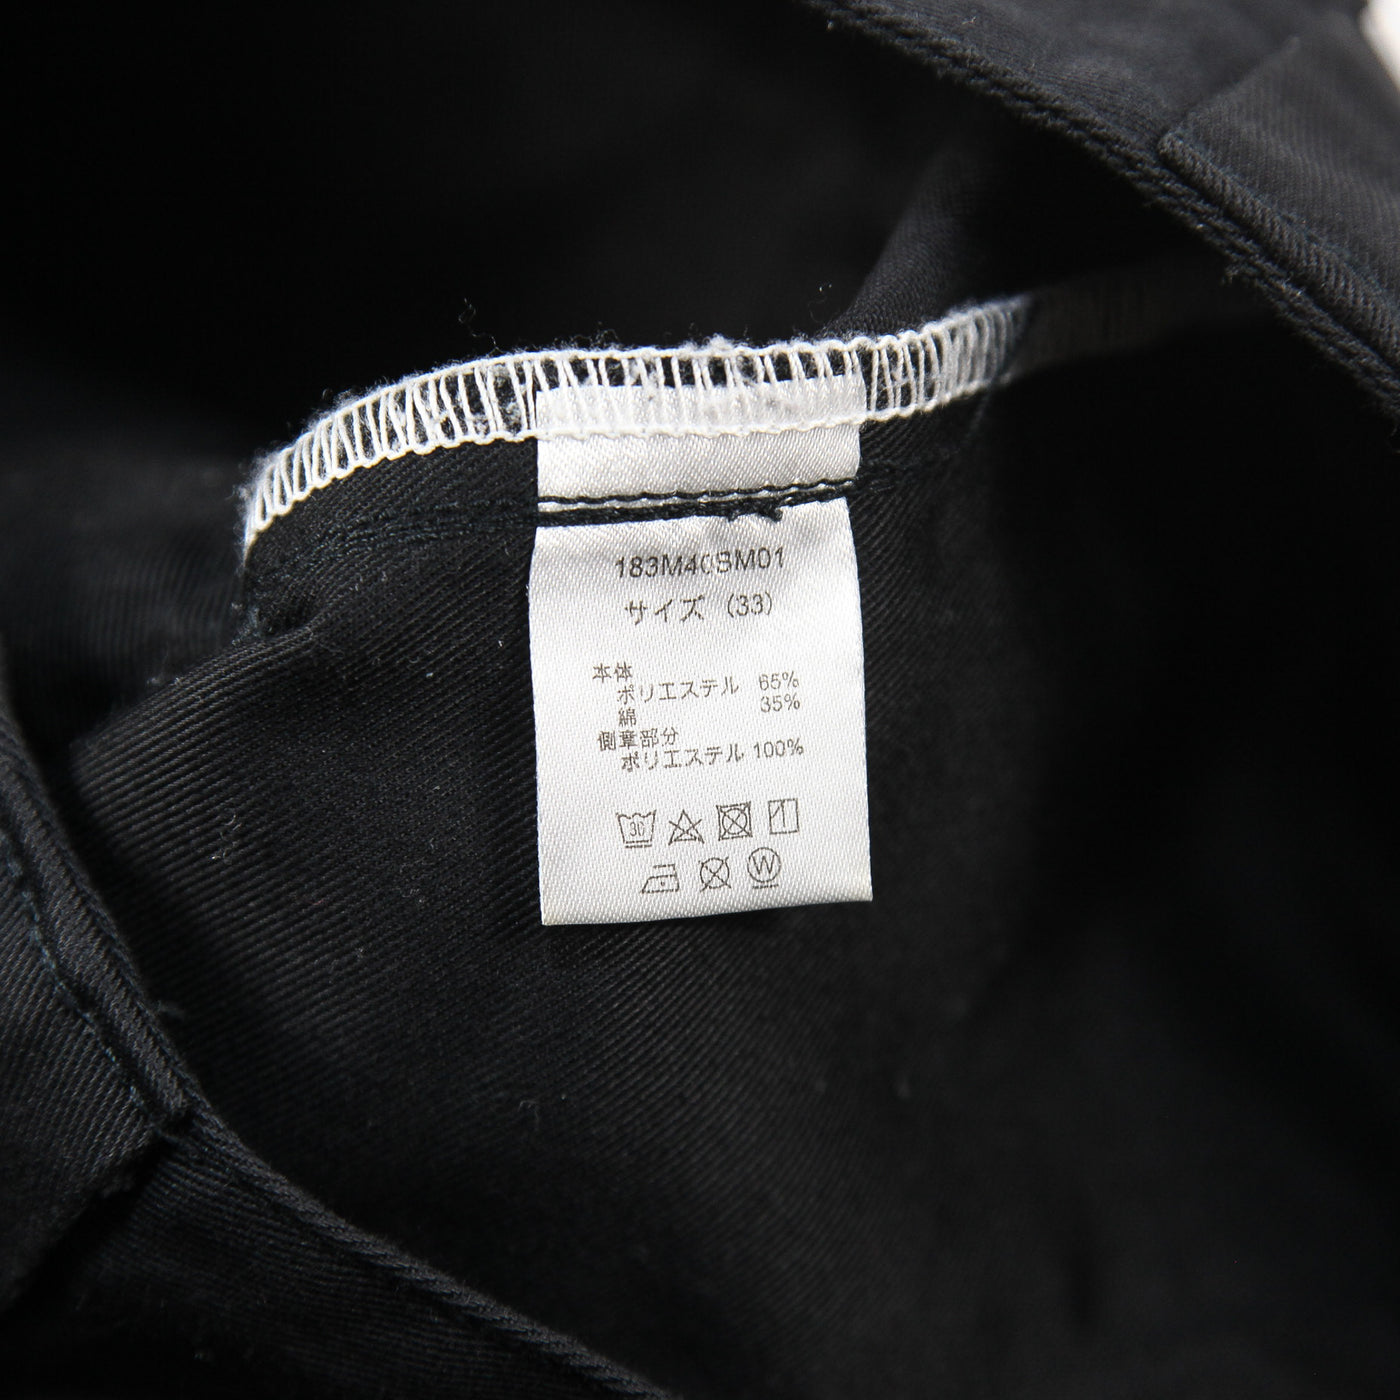 183M40BM01
サイズ (33)
本体
ポリエステル 65%
綿 35%
側章部分
ポリエステル 100%
30
W